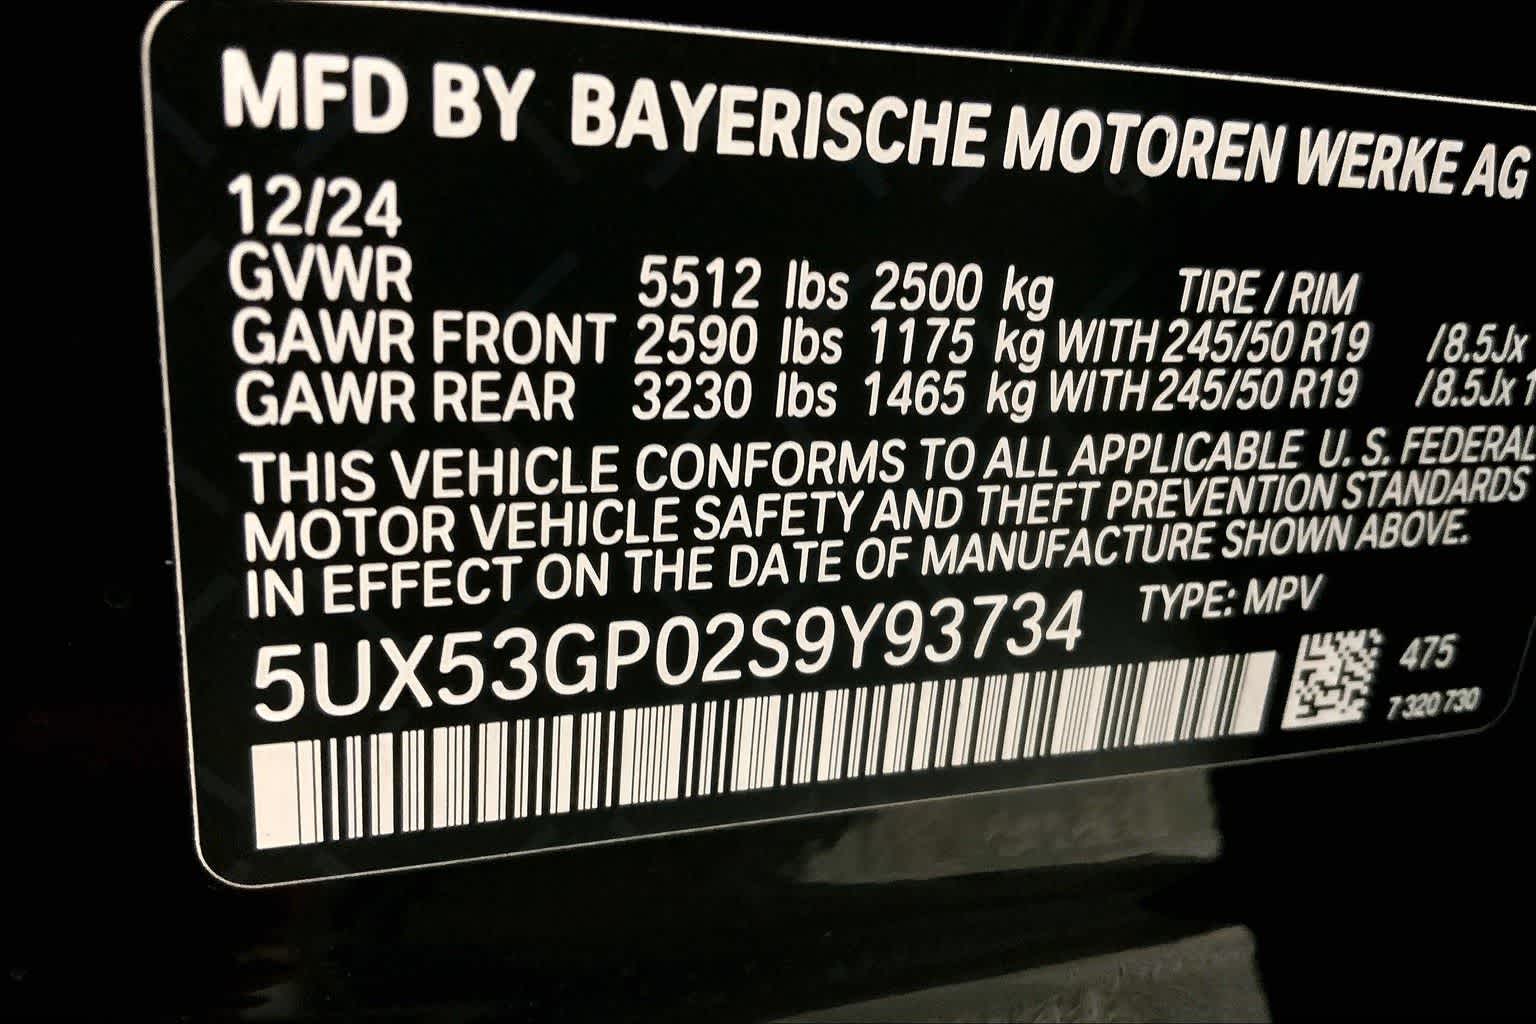 MFD BY BAYERISCHE MOTOREN WERKE AG
12/24
GVWR 5512 lbs 2500 kg TIRE / RIM
GAWR FRONT 2590 lbs 1175 kg WITH 245/50 R19 /8.5Jx
GAWR REAR 3230 lbs 1465 kg WITH 245/50 R19 /8.5Jx 1
THIS VEHICLE CONFORMS TO ALL APPLICABLE U. S. FEDERAL
MOTOR VEHICLE SAFETY AND THEFT PREVENTION STANDARDS
IN EFFECT ON THE DATE OF MANUFACTURE SHOWN ABOVE.
5UX53GP02S9Y93734 TYPE: MPV
475
7 320 730